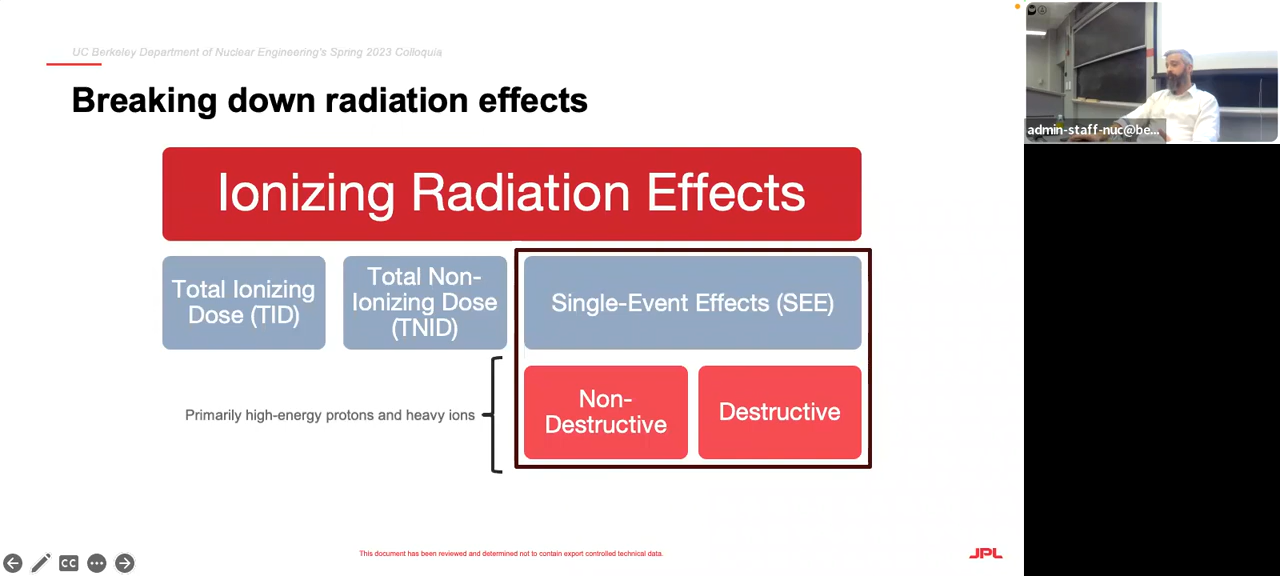 UC Berkeley Department of Nuclear Engineering's Spring 2023 Colloquia
Breaking down radiation effects
Ionizing Radiation Effects
Total Ionizing
Dose (TID)
Total Non-
Ionizing Dose
(TNID)
Single-Event Effects (SEE)
Primarily high-energy protons and heavy ions
Non-
Destructive
Destructive
This document has been reviewed and determined not to contain export controlled technical data.
JPL
CC
admin-staff-nuc@be...